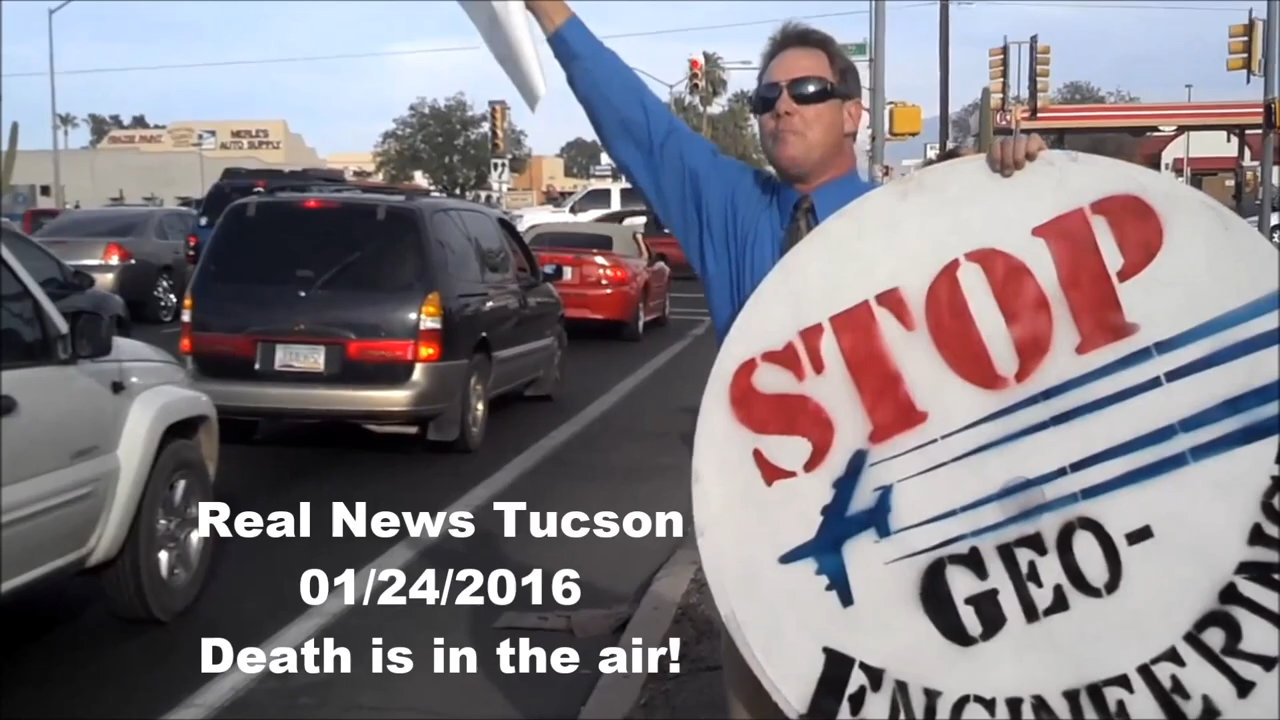 MERLE'S
AUTO SUPPLY
STOP
GEO-
ENGINEERING
Real News Tucson
01/24/2016
Death is in the air!